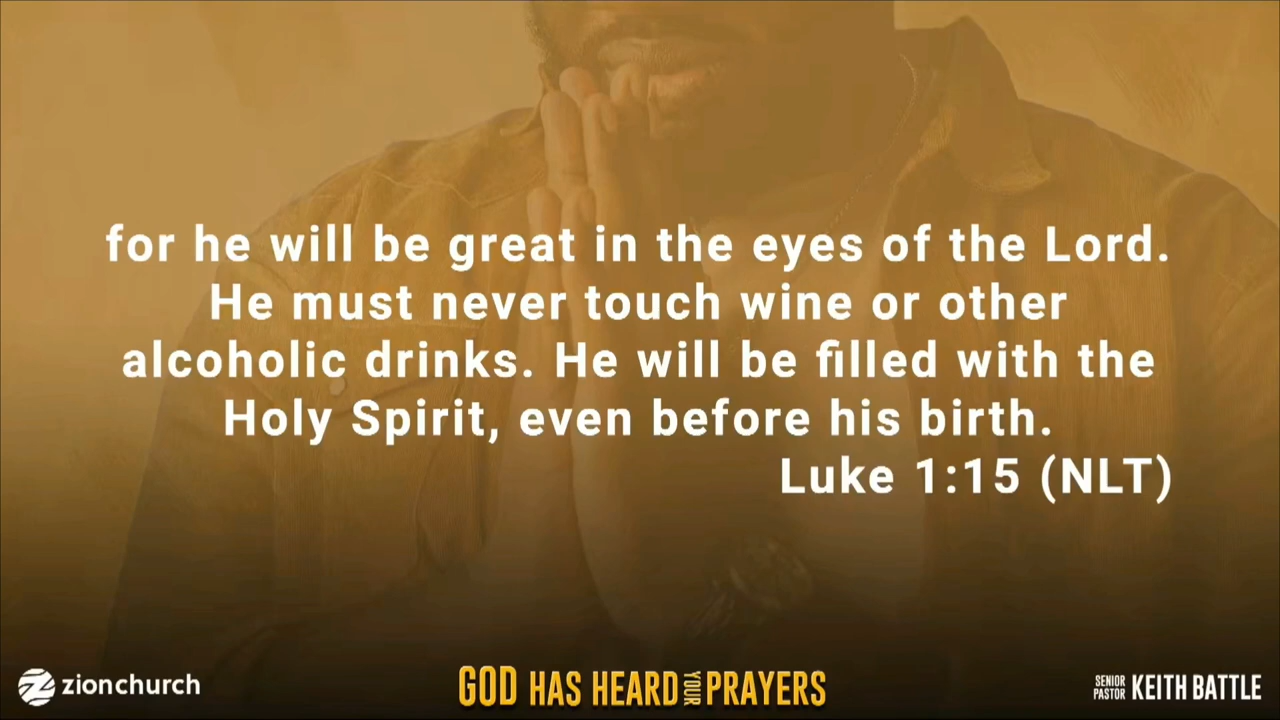 for he will be great in the eyes of the Lord.
He must never touch wine or other
alcoholic drinks. He will be filled with the
Holy Spirit, even before his birth.
Luke 1:15 (NLT)
zionchurch
GOD HAS HEARD YOUR PRAYERS
SENIOR PASTOR KEITH BATTLE